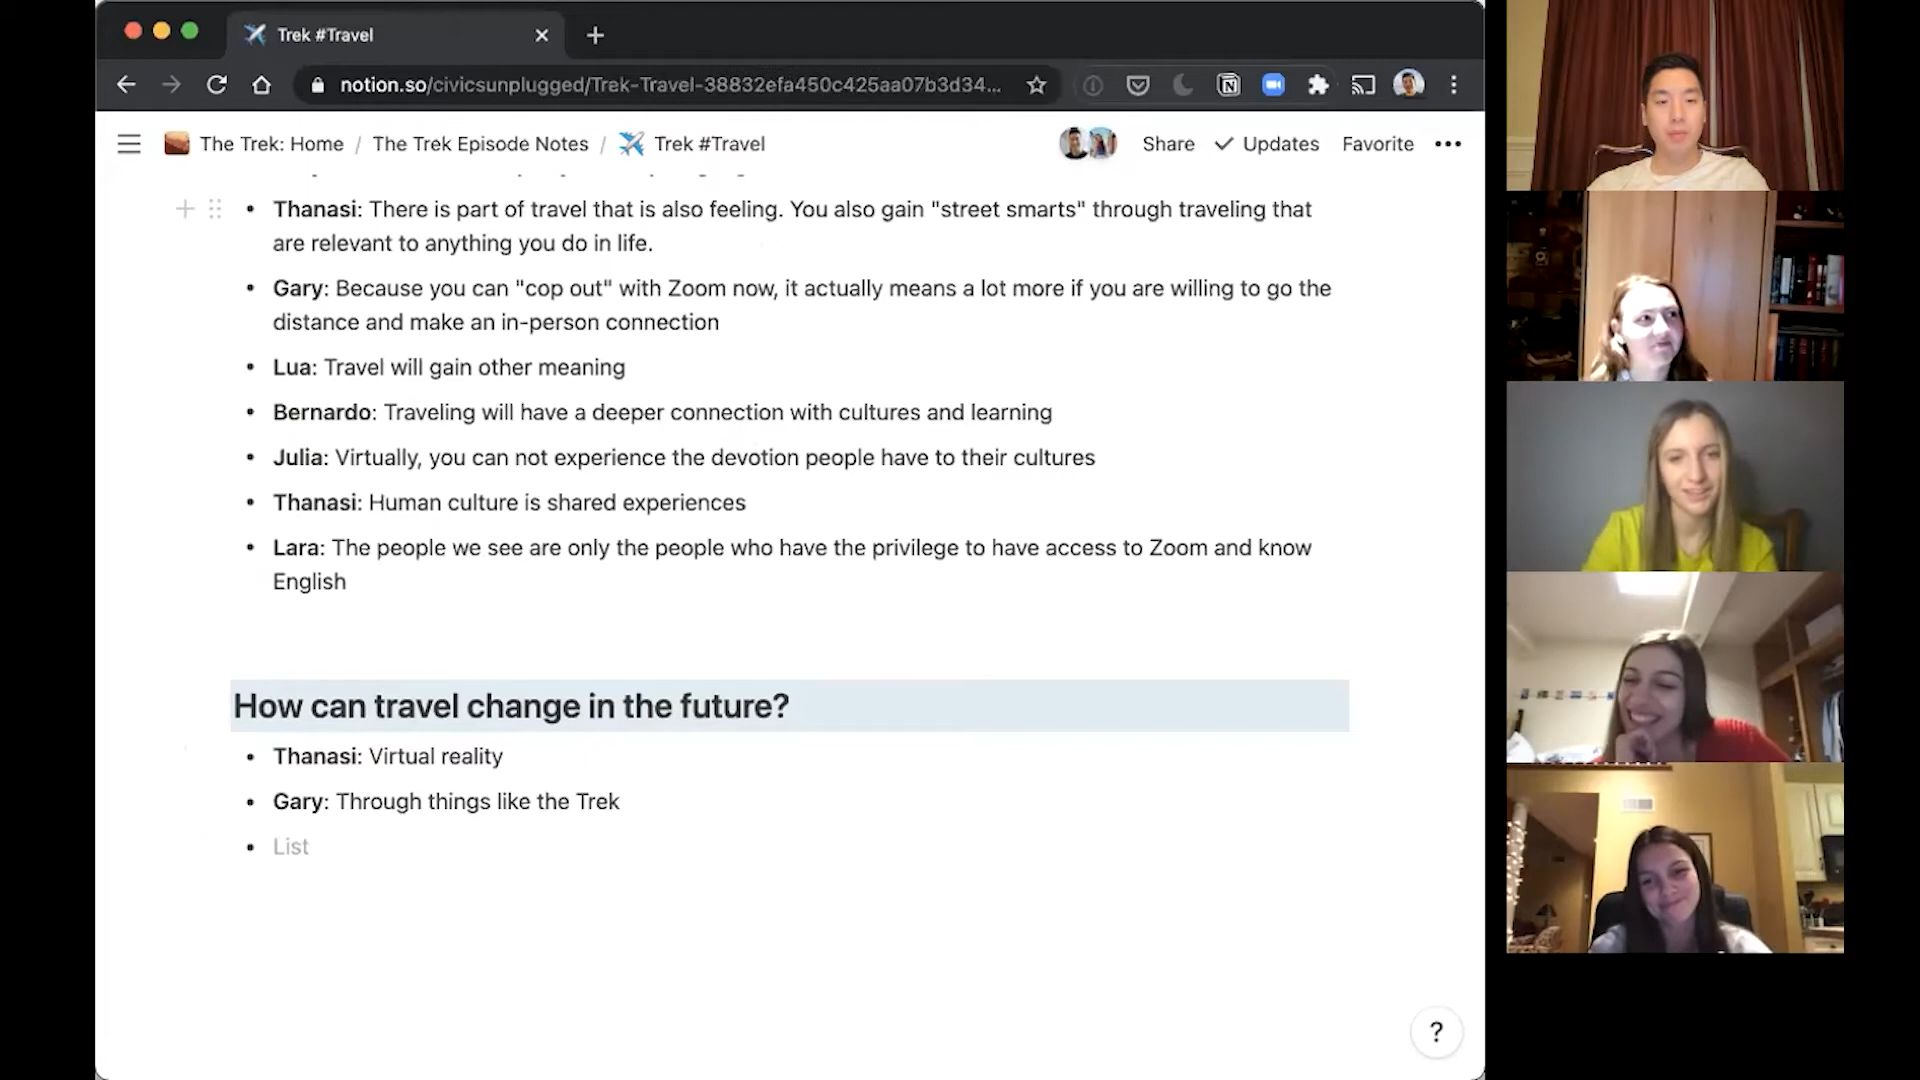 Trek #Travel
notion.so/civicsunplugged/Trek-Travel-38832efa450c425aa07b3d34...
The Trek: Home / The Trek Episode Notes / Trek #Travel
Share Updates Favorite
• Thanasi: There is part of travel that is also feeling. You also gain "street smarts" through traveling that
are relevant to anything you do in life.
• Gary: Because you can "cop out" with Zoom now, it actually means a lot more if you are willing to go the
distance and make an in-person connection
• Lua: Travel will gain other meaning
• Bernardo: Traveling will have a deeper connection with cultures and learning
• Julia: Virtually, you can not experience the devotion people have to their cultures
• Thanasi: Human culture is shared experiences
• Lara: The people we see are only the people who have the privilege to have access to Zoom and know
English
How can travel change in the future?
• Thanasi: Virtual reality
• Gary: Through things like the Trek
• List
?